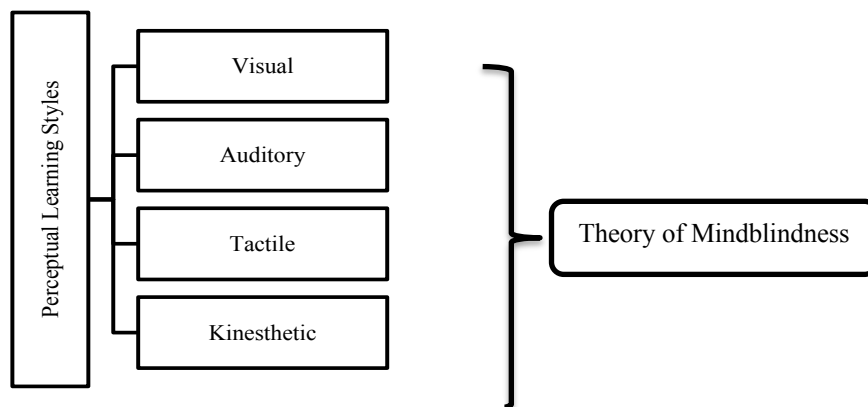 Perceptual Learning Styles
Visual
Auditory
Tactile
Kinesthetic
Theory of Mindblindness